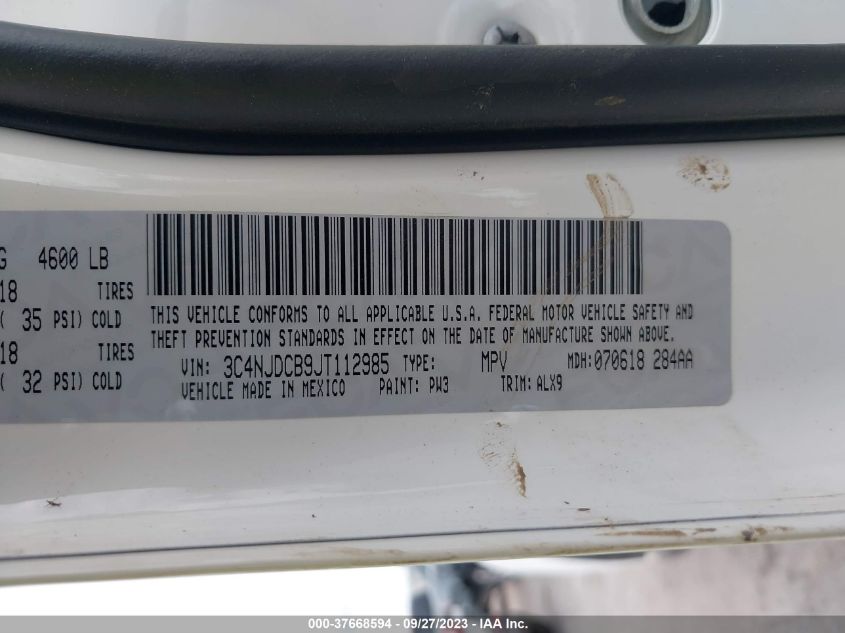 G 4600 LB
18 TIRES
( 35 PSI) COLD
18 TIRES
( 32 PSI) COLD
THIS VEHICLE CONFORMS TO ALL APPLICABLE U.S.A. FEDERAL MOTOR VEHICLE SAFETY AND
THEFT PREVENTION STANDARDS IN EFFECT ON THE DATE OF MANUFACTURE SHOWN ABOVE.
VIN: 3C4NJDCB9JT112985 TYPE: MPV MDH:070618 284AA
VEHICLE MADE IN MEXICO PAINT: PW3 TRIM: ALX9
000-37668594 - 09/27/2023 - IAAI.com